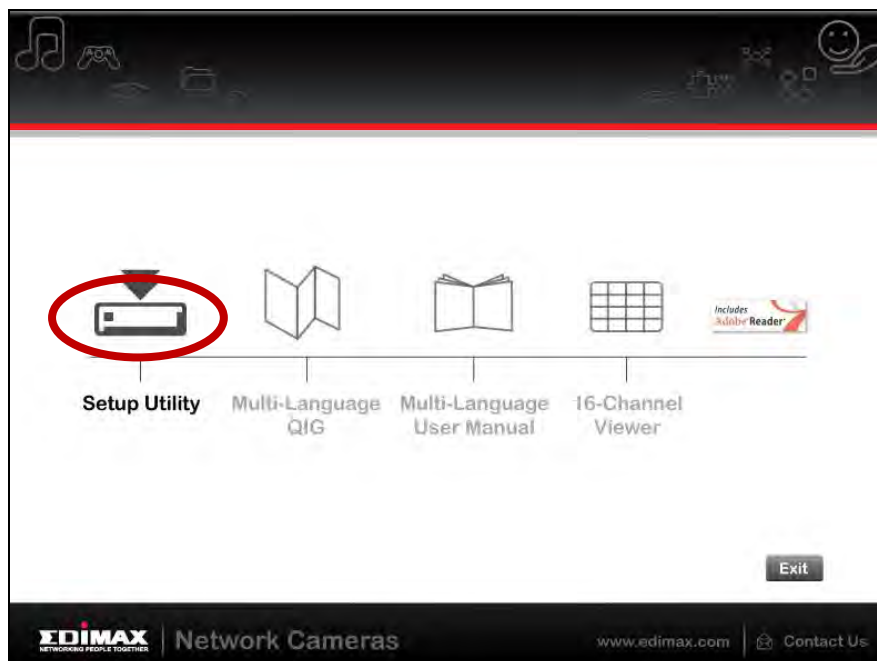 Includes
Adobe Reader
Setup Utility
Multi-Language
QIG
Multi-Language
User Manual
16-Channel
Viewer
Exit
EDIMAX
NETWORKING PEOPLE TOGETHER
Network Cameras
www.edimax.com
Contact Us